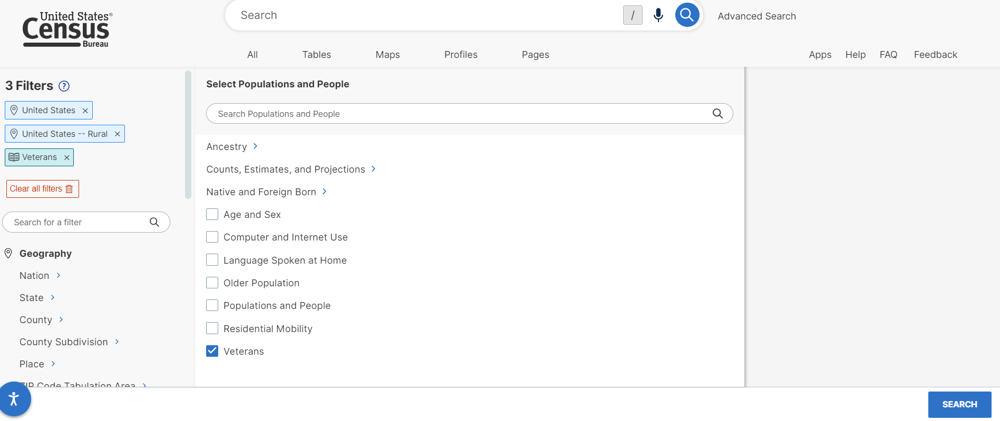 United States®
Census
Bureau
Search
/
Advanced Search
All
Tables
Maps
Profiles
Pages
Apps
Help
FAQ
Feedback
3 Filters ?
United States ×
United States -- Rural ×
Veterans ×
Clear all filters
Search for a filter
Geography
Nation
State
County
County Subdivision
Place
ZIP Code Tabulation Area
Select Populations and People
Search Populations and People
Ancestry
Counts, Estimates, and Projections
Native and Foreign Born
Age and Sex
Computer and Internet Use
Language Spoken at Home
Older Population
Populations and People
Residential Mobility
Veterans
SEARCH